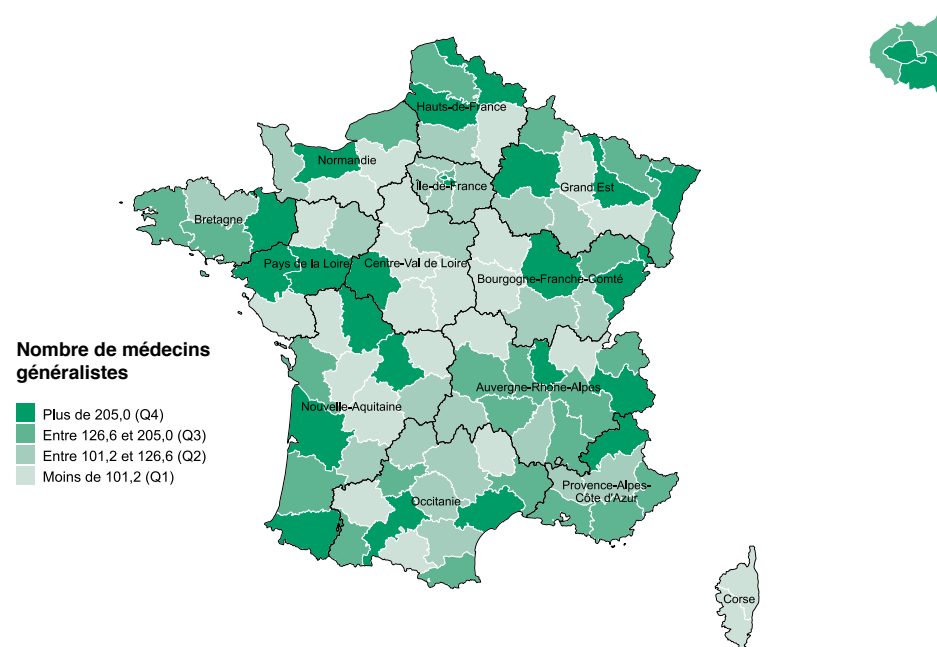 Hauts-de-France
Normandie
Île-de-France
Grand Est
Bretagne
Pays de la Loire
Centre-Val de Loire
Bourgogne-Franche-Comté
Nombre de médecins
généralistes
Plus de 205,0 (Q4)
Entre 126,6 et 205,0 (Q3)
Entre 101,2 et 126,6 (Q2)
Moins de 101,2 (Q1)
Auvergne-Rhône-Alpes
Nouvelle-Aquitaine
Provence-Alpes-
Côte d'Azur
Occitanie
Corse